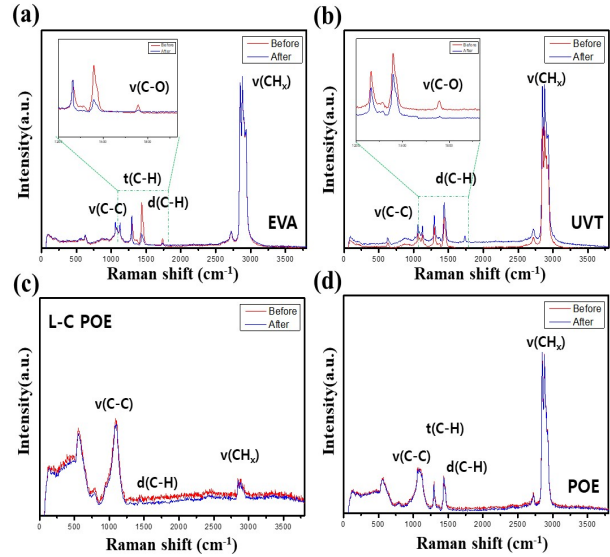 (a)
Intensity(a.u.)
Before
After
Before
After
v(C-O)
v(CHx)
t(C-H)
v(C-C)
d(C-H)
EVA
0 500 1000 1500 2000 2500 3000 3500
Raman shift (cm-1)
(b)
Intensity(a.u.)
Before
After
Before
After
v(C-O)
v(CHx)
d(C-H)
v(C-C)
UVT
0 500 1000 1500 2000 2500 3000 3500
Raman shift (cm-1)
(c)
Intensity(a.u.)
L-C POE
Before
After
v(C-C)
v(CHx)
d(C-H)
0 500 1000 1500 2000 2500 3000 3500
Raman shift (cm-1)
(d)
Intensity(a.u.)
Before
After
v(CHx)
t(C-H)
v(C-C)
d(C-H)
POE
0 500 1000 1500 2000 2500 3000 3500
Raman shift (cm-1)